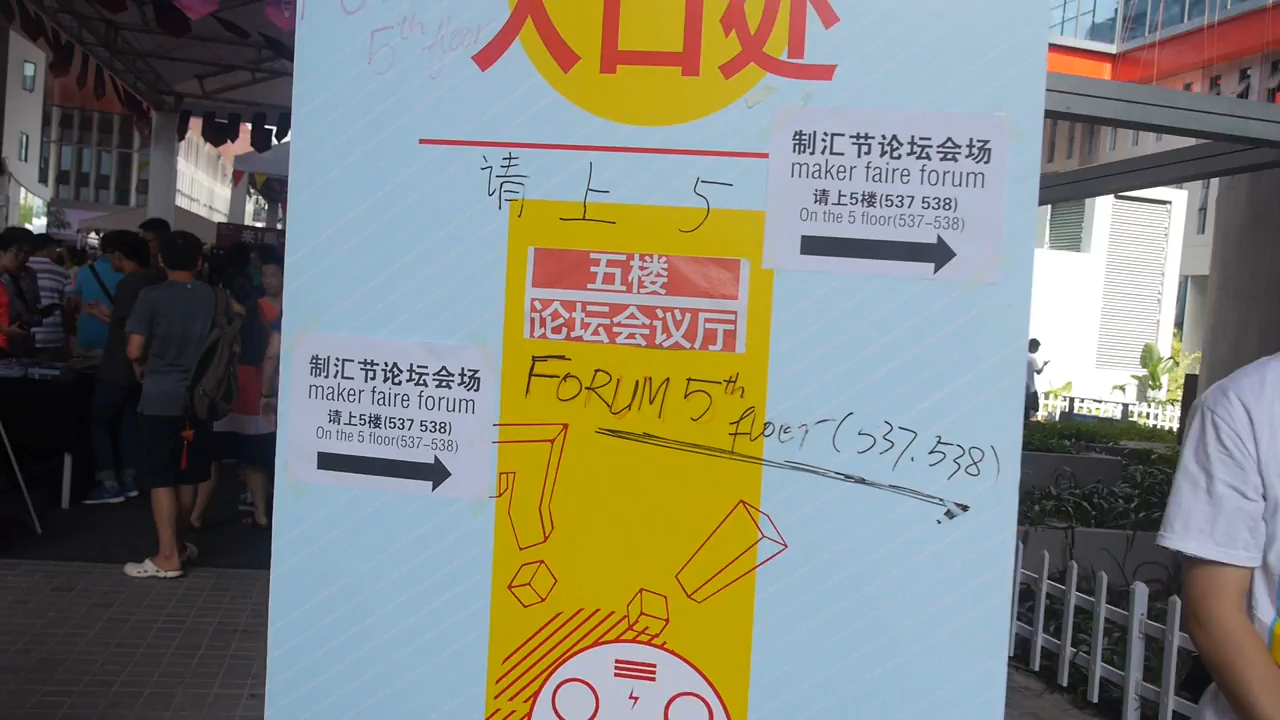 5th floor
入口处
制汇节论坛会场
maker faire forum
请上5楼(537 538)
On the 5 floor(537-538)
请 上 5
五楼
论坛会议厅
制汇节论坛会场
maker faire forum
请上5楼(537 538)
On the 5 floor(537-538)
FORUM 5th
floer (537.538)